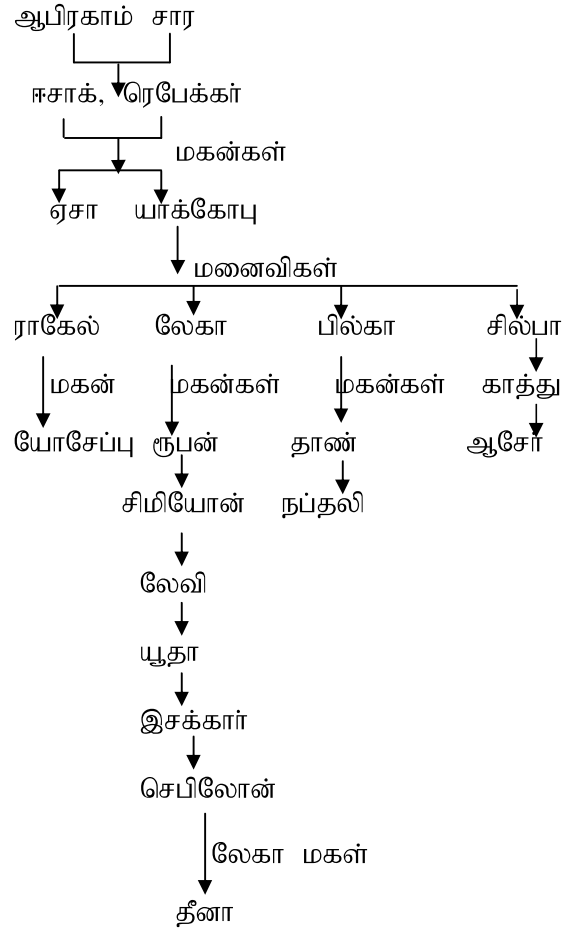 ஆபிரகாம் சார
ஈசாக், ரெபேக்கர்
மகன்கள்
ஏசா யாக்கோபு
மனைவிகள்
ராகேல் லேகா பில்கா சில்பா
மகன் மகன்கள் மகன்கள் காத்து
யோசேப்பு ரூபன் தாண் ஆசேர்
சிமியோன் நப்தலி
லேவி
யூதா
இசக்கார்
செபிலோன்
லேகா மகள்
தீனா